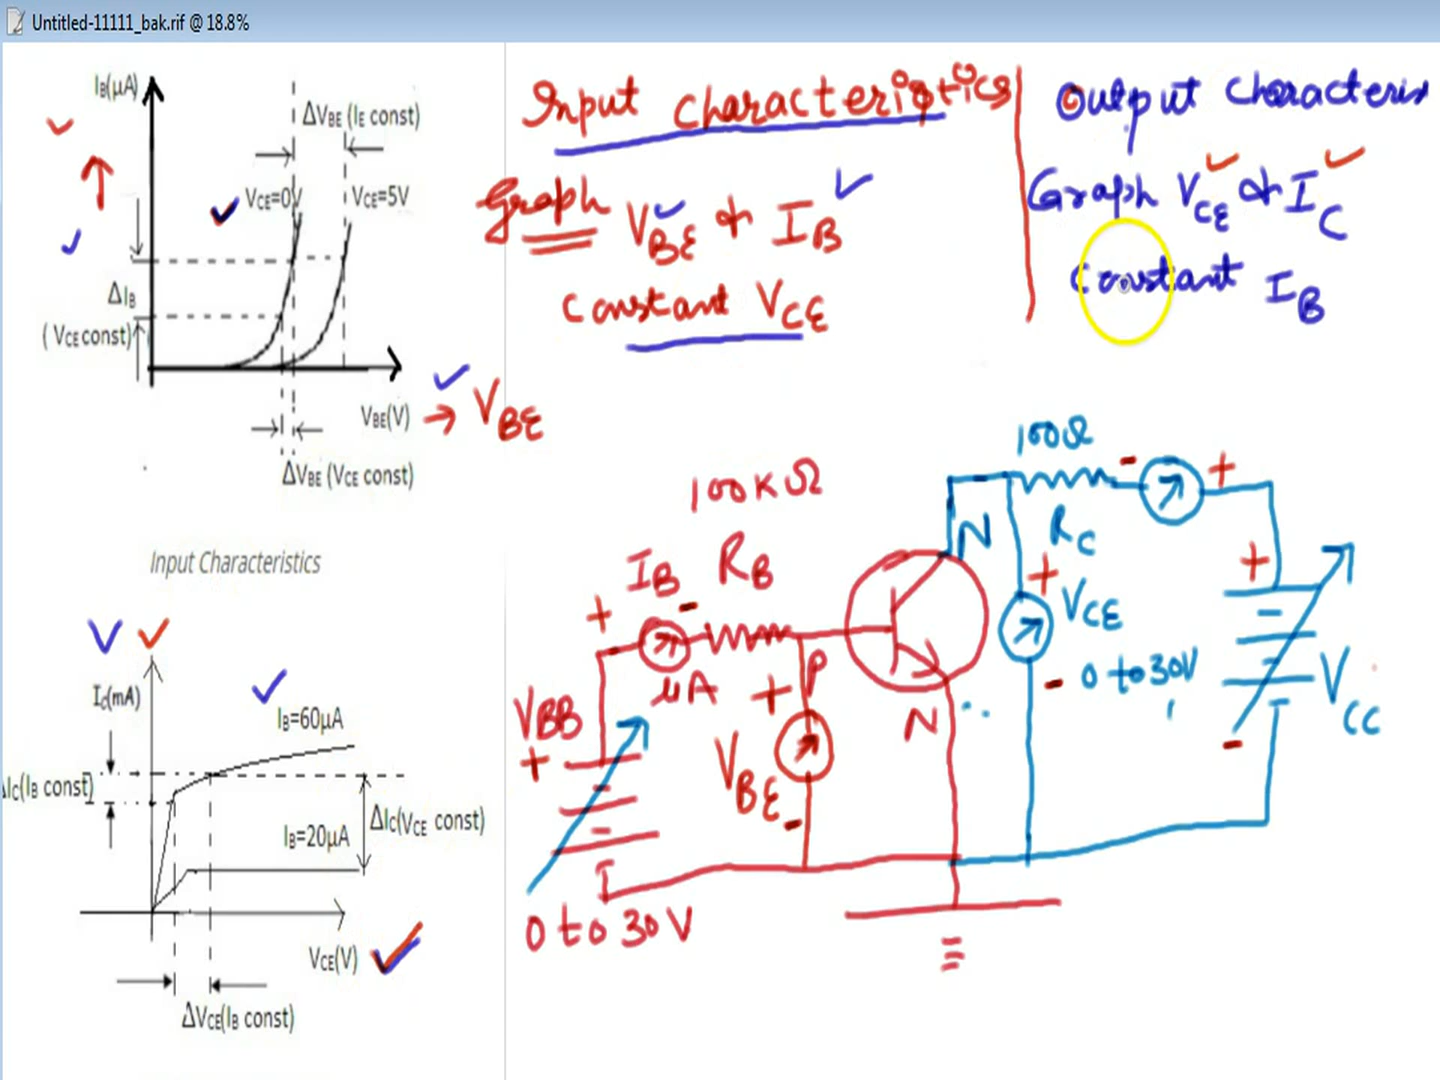 Untitled-11111_bak.rif @ 18.8%
IB(μA)
ΔVBE (IE const)
VCE=0V
VCE=5V
ΔIB
( VCE const)
VBE(V)
→ VBE
ΔVBE (VCE const)
Input Characteristics
IC(mA)
IB=60μA
ΔIC(IB const)
ΔIC(VCE const)
IB=20μA
VCE(V)
ΔVCE(IB const)
Input Characteristics
Graph VBE & IB
Constant VCE
Output Characteris
Graph VCE & IC
Constant IB
100KΩ
RB
IB
+ -
μA
VBB
+
0 to 30V
P
+
VBE
-
N
N
100Ω
RC
- +
+
VCE
- 0 to 30V
+
VCC
-